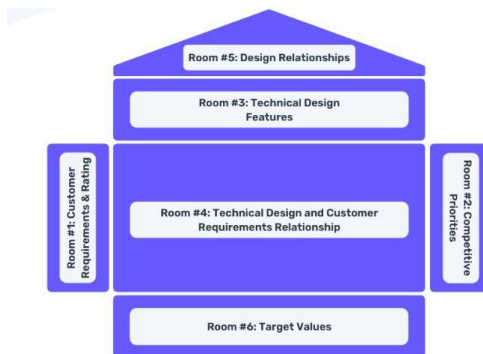 Room #5: Design Relationships
Room #3: Technical Design
Features
Room #1: Customer
Requirements & Rating
Room #4: Technical Design and Customer
Requirements Relationship
Room #2: Competitive
Priorities
Room #6: Target Values